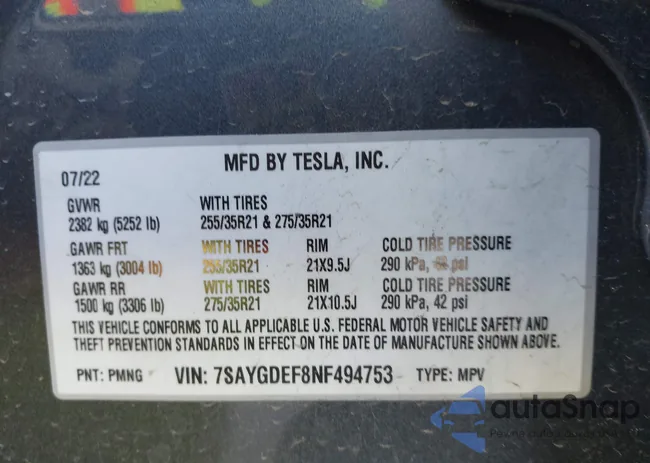 MFD BY TESLA, INC.
07/22
GVWR WITH TIRES
2382 kg (5252 lb) 255/35R21 & 275/35R21
GAWR FRT WITH TIRES RIM COLD TIRE PRESSURE
1363 kg (3004 lb) 255/35R21 21X9.5J 290 kPa, psi
GAWR RR WITH TIRES RIM COLD TIRE PRESSURE
1500 kg (3306 lb) 275/35R21 21X10.5J 290 kPa, 42 psi
THIS VEHICLE CONFORMS TO ALL APPLICABLE U.S. FEDERAL MOTOR VEHICLE SAFETY AND
THEFT PREVENTION STANDARDS IN EFFECT ON THE DATE OF MANUFACTURE SHOWN ABOVE.
PNT: PMNG VIN: 7SAYGDEF8NF494753 TYPE: MPV
autoSnap